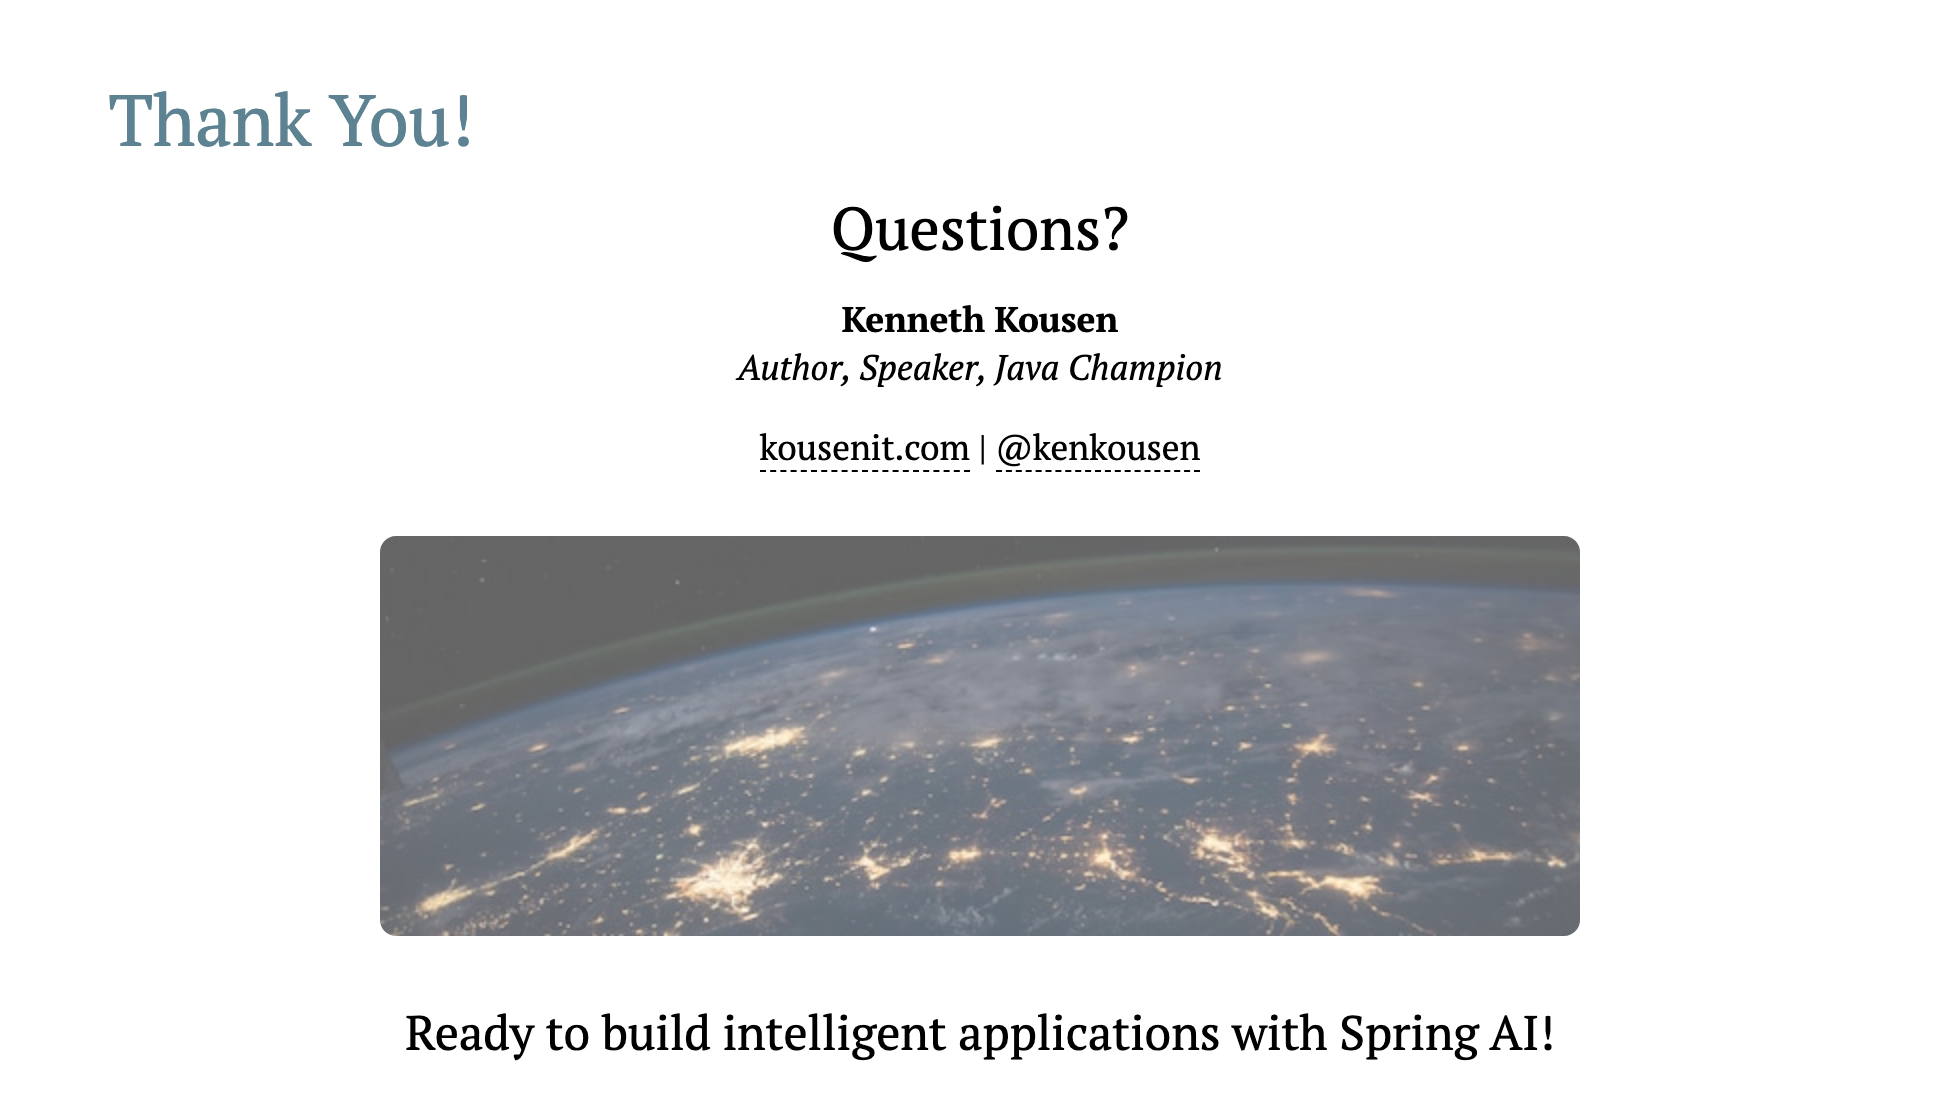 Thank You!
Questions?
Kenneth Kousen
Author, Speaker, Java Champion
kousenit.com | @kenkousen
Ready to build intelligent applications with Spring AI!